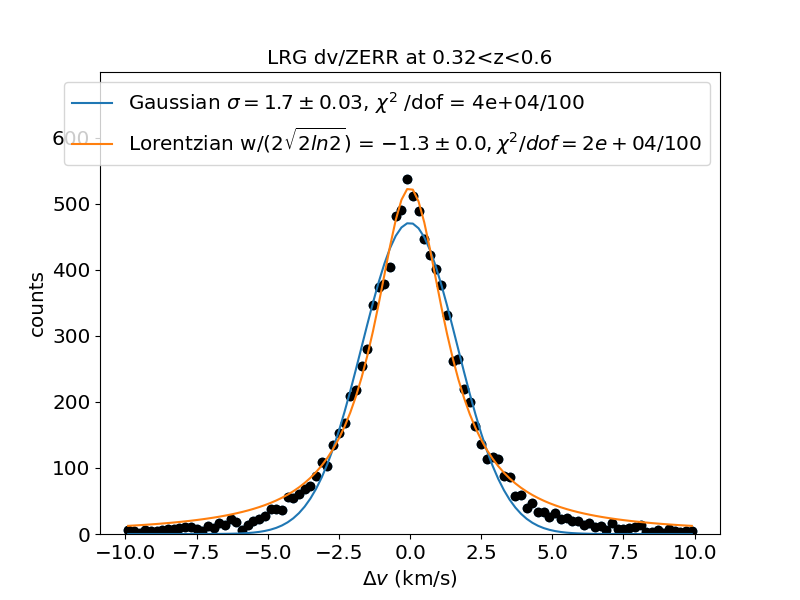 LRG dv/ZERR at 0.32<z<0.6
Gaussian σ = 1.7 ± 0.03, χ² /dof = 4e+04/100
Lorentzian w/(2√2ln2) = −1.3 ± 0.0, χ²/dof = 2e + 04/100
600
500
400
300
200
100
0
counts
−10.0 −7.5 −5.0 −2.5 0.0 2.5 5.0 7.5 10.0
Δv (km/s)